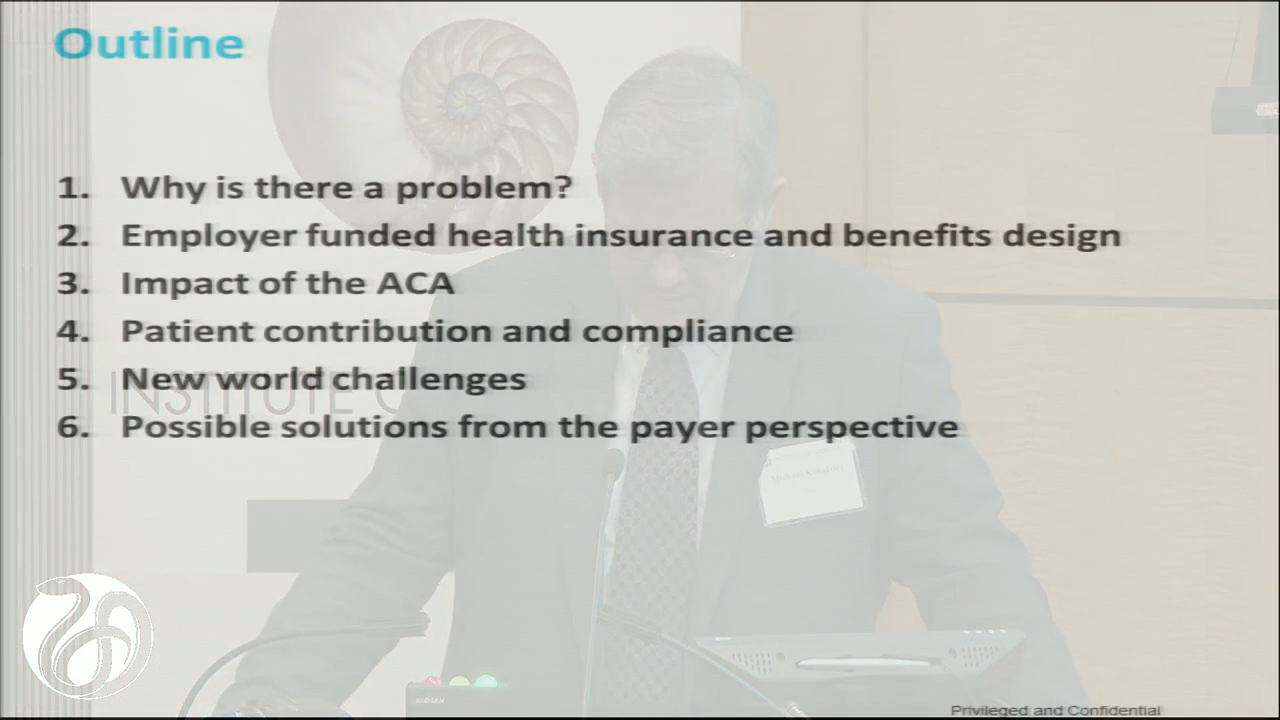 Outline
1. Why is there a problem?
2. Employer funded health insurance and benefits design
3. Impact of the ACA
4. Patient contribution and compliance
5. New world challenges
6. Possible solutions from the payer perspective
INSTITUTE O
Michael
Privileged and Confidential